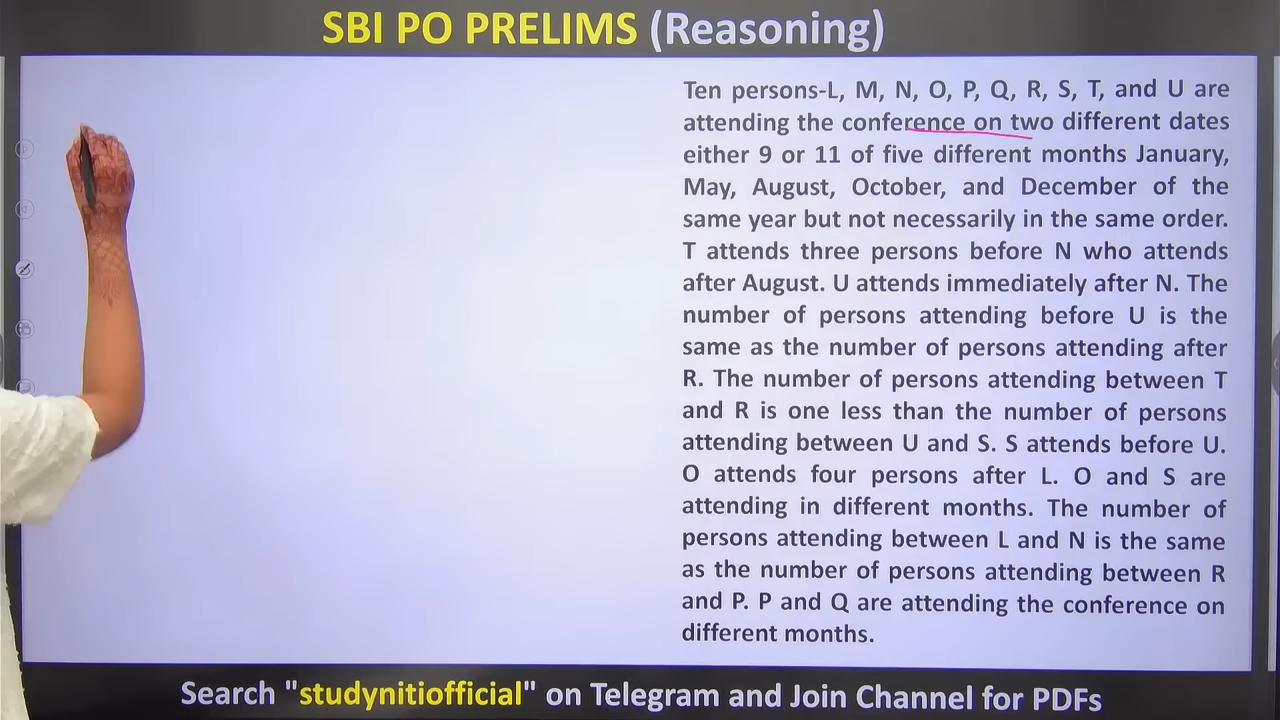 SBI PO PRELIMS (Reasoning)
Ten persons-L, M, N, O, P, Q, R, S, T, and U are
attending the conference on two different dates
either 9 or 11 of five different months January,
May, August, October, and December of the
same year but not necessarily in the same order.
T attends three persons before N who attends
after August. U attends immediately after N. The
number of persons attending before U is the
same as the number of persons attending after
R. The number of persons attending between T
and R is one less than the number of persons
attending between U and S. S attends before U.
O attends four persons after L. O and S are
attending in different months. The number of
persons attending between L and N is the same
as the number of persons attending between R
and P. P and Q are attending the conference on
different months.
Search "studynitiofficial" on Telegram and Join Channel for PDFs